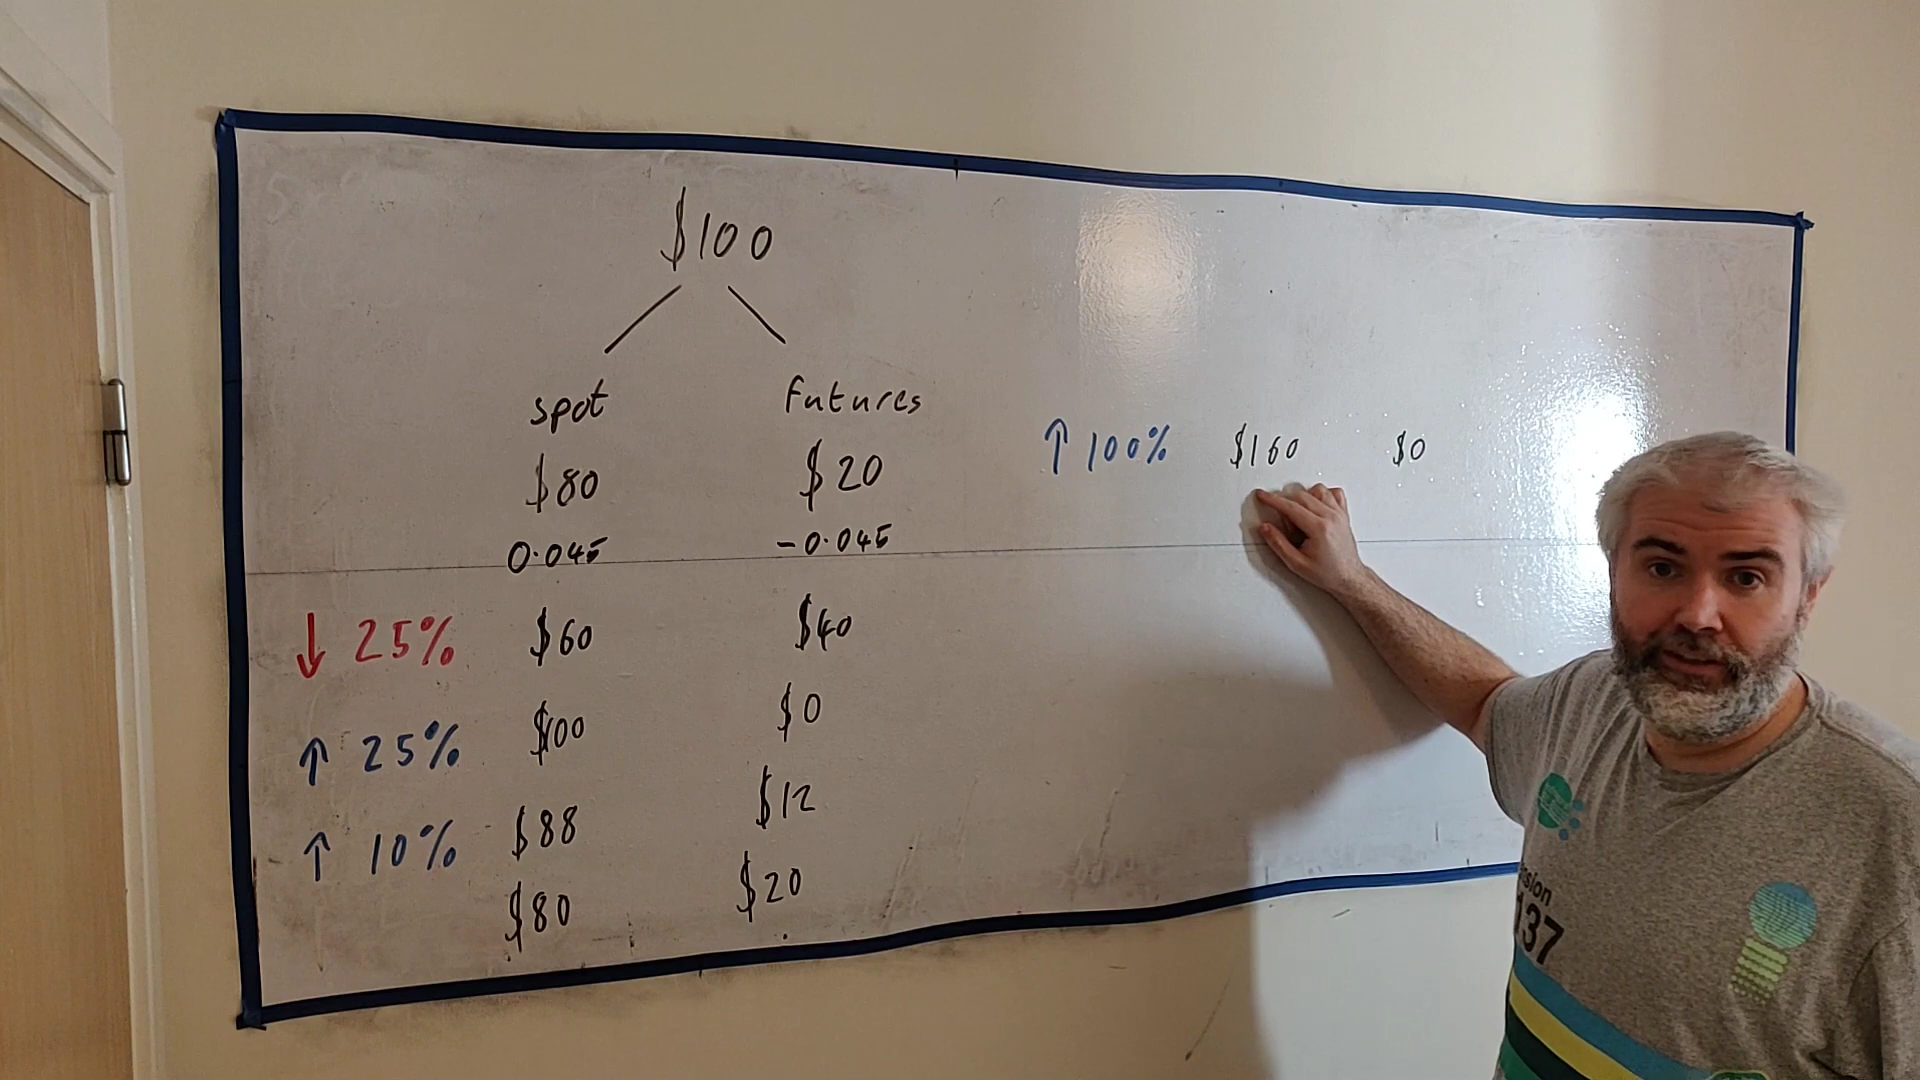 $100
spot futures
$80 $20
0.045 -0.045
↓ 25% $60 $40
↑ 25% $100 $0
↑ 10% $88 $12
$80 $20
↑ 100% $160 $0
137